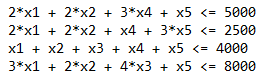 2*x1 + 2*x2 + 3*x4 + x5 <= 5000
2*x1 + 2*x2 + x4 + 3*x5 <= 2500
x1 + x2 + x3 + x4 + x5 <= 4000
3*x1 + 2*x2 + 4*x3 + x5 <= 8000